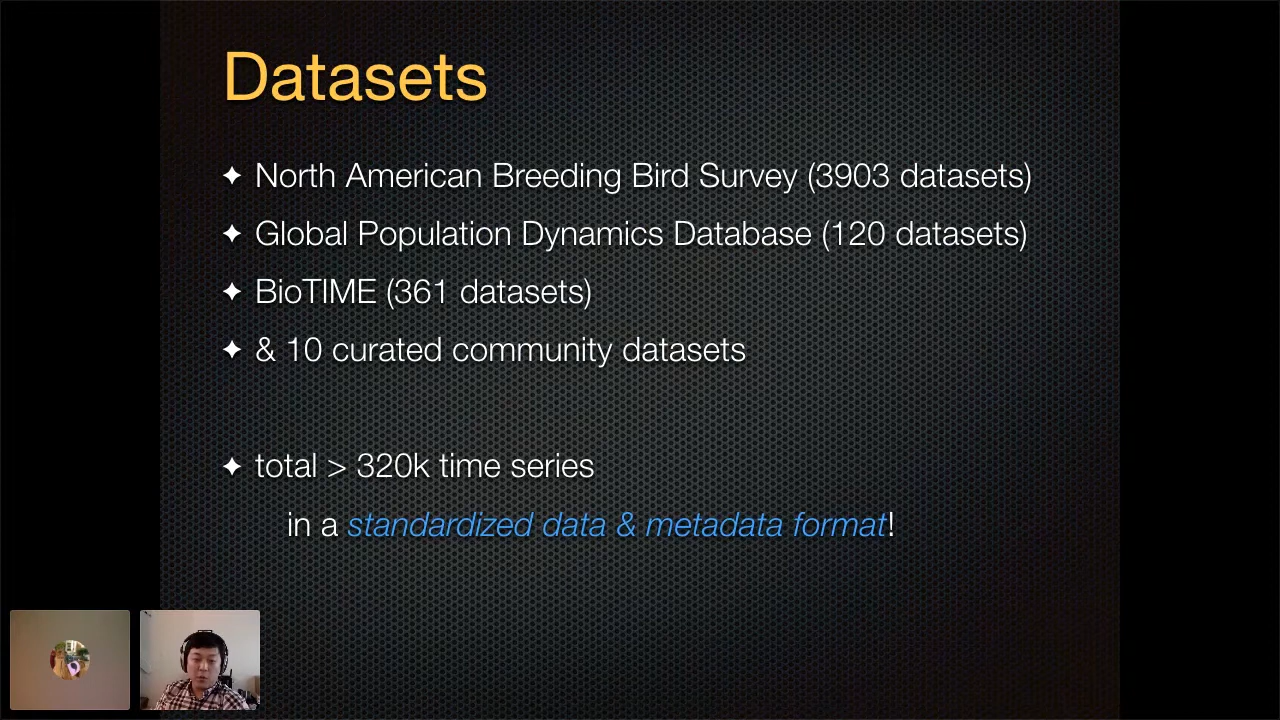 Datasets
✦ North American Breeding Bird Survey (3903 datasets)
✦ Global Population Dynamics Database (120 datasets)
✦ BioTIME (361 datasets)
✦ & 10 curated community datasets
✦ total > 320k time series
in a standardized data & metadata format!